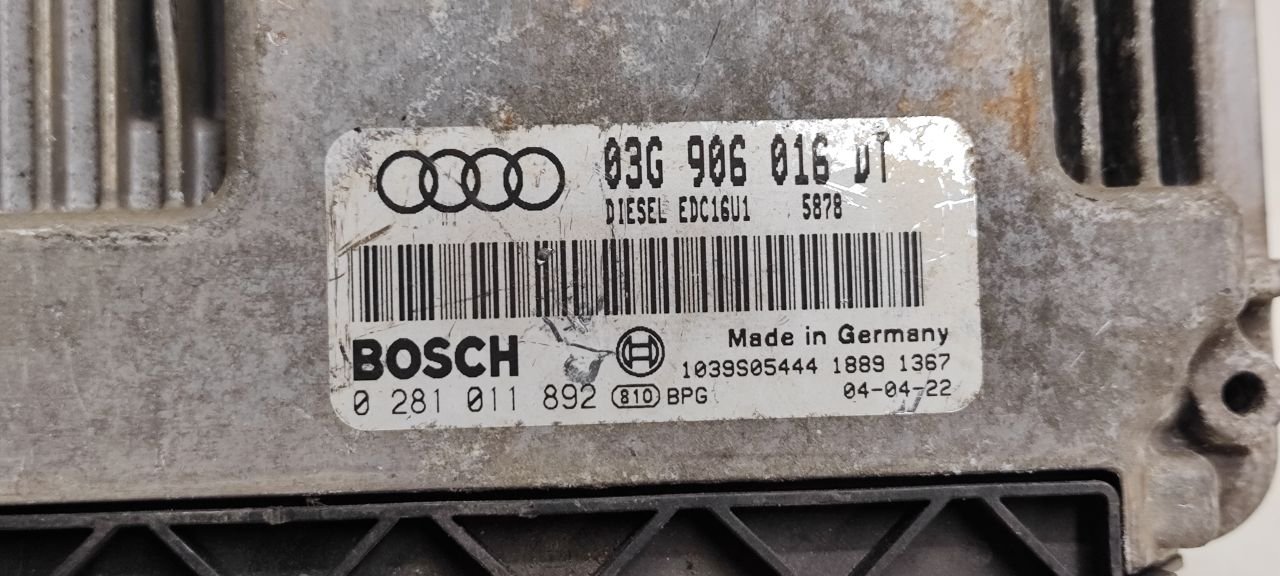 03G 906 016 DT
DIESEL EDC16U1 5878
BOSCH
Made in Germany
1039S05444 1889 1367
0 281 011 892 810 BPG 04-04-22